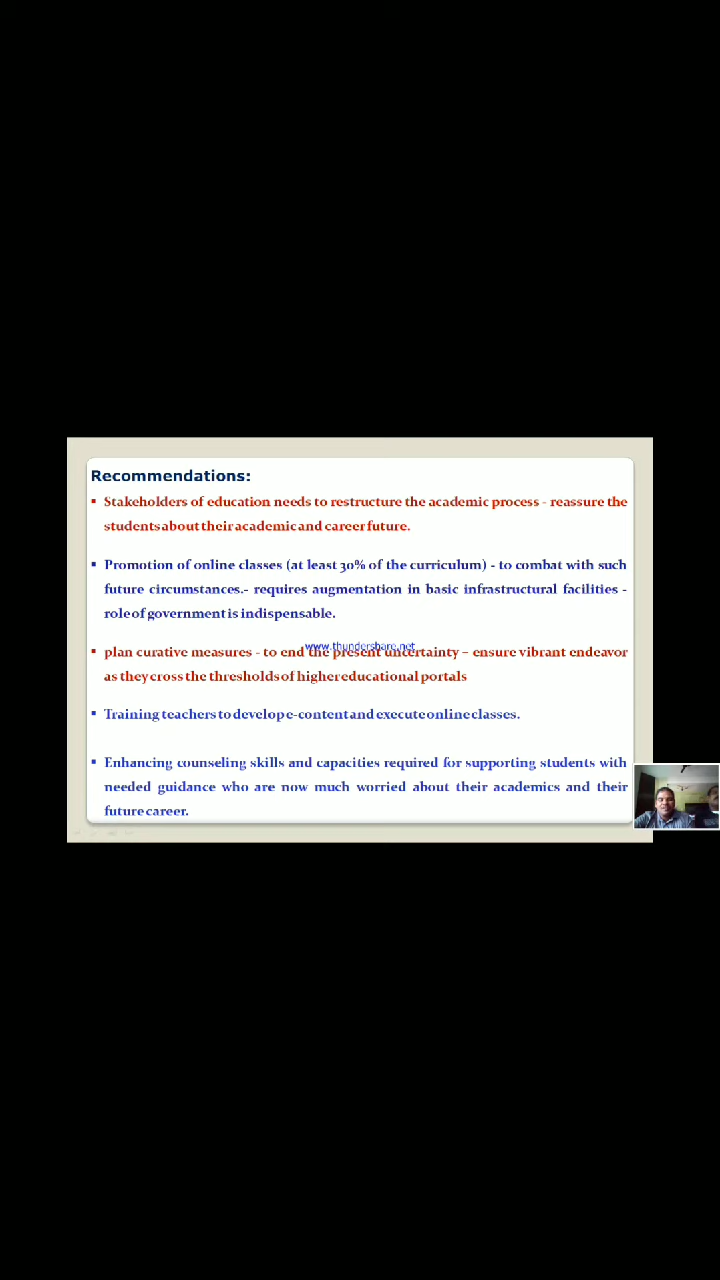 Recommendations:
▪ Stakeholders of education needs to restructure the academic process - reassure the
students about their academic and career future.
▪ Promotion of online classes (at least 30% of the curriculum) - to combat with such
future circumstances.- requires augmentation in basic infrastructural facilities -
role of government is indispensable.
www.thundershare.net
▪ plan curative measures - to end the present uncertainty – ensure vibrant endeavor
as they cross the thresholds of higher educational portals
▪ Training teachers to develop e-content and execute online classes.
▪ Enhancing counseling skills and capacities required for supporting students with
needed guidance who are now much worried about their academics and their
future career.